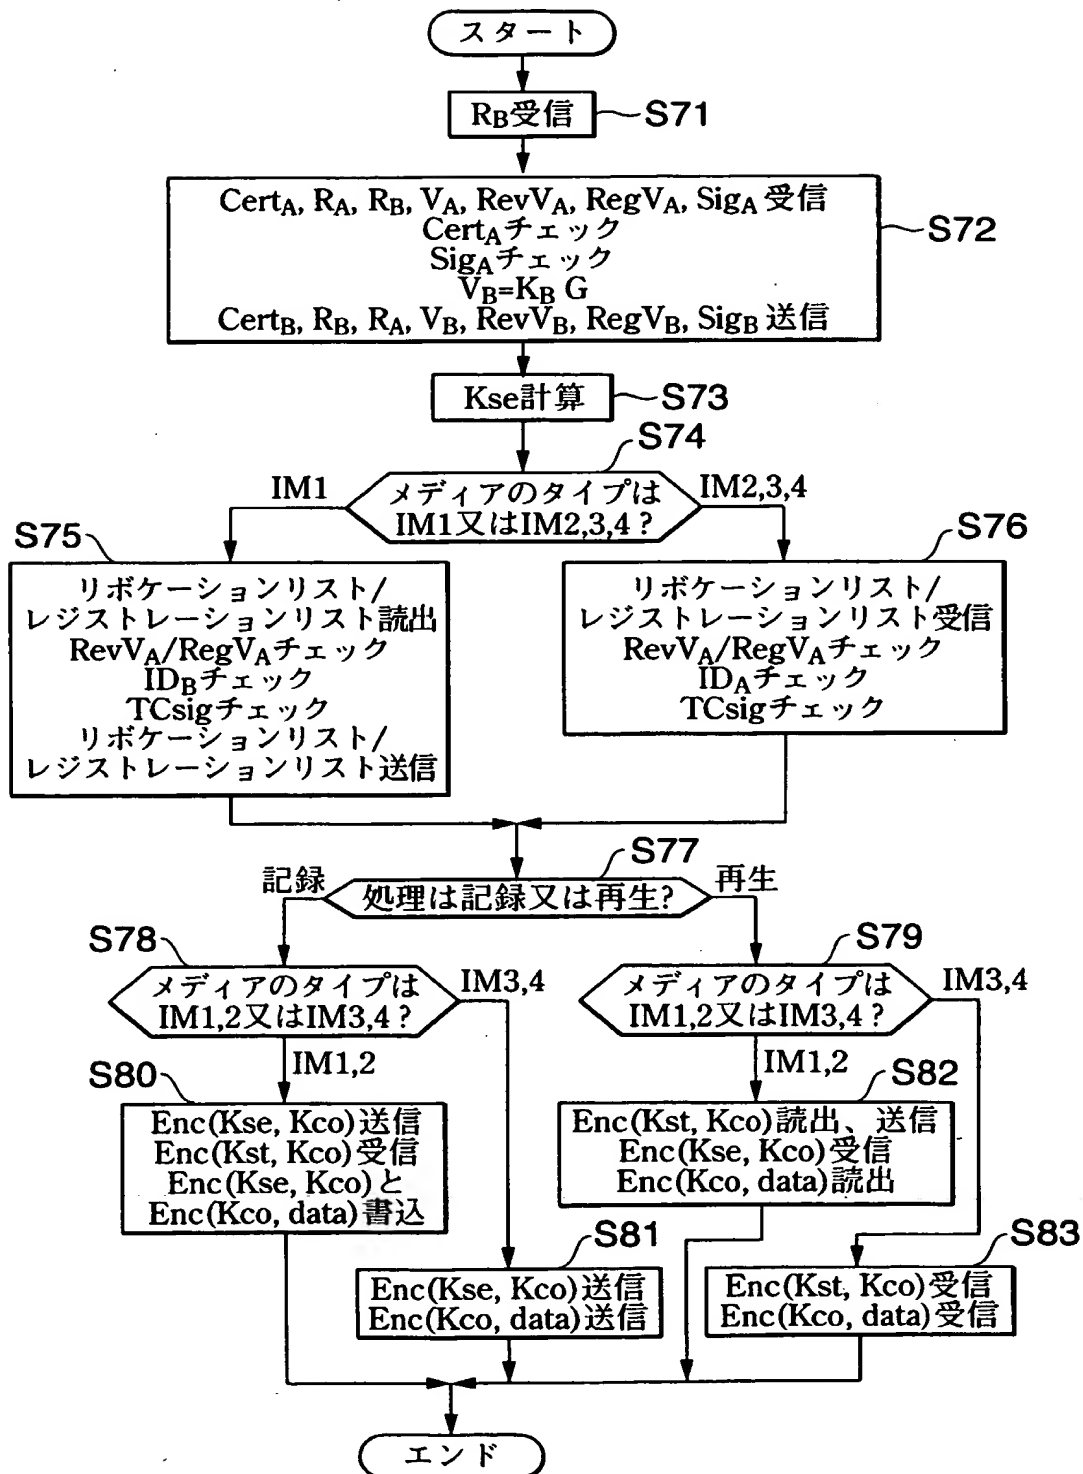 スタート
RB受信
S71
CertA, RA, RB, VA, RevVA, RegVA, SigA 受信
CertAチェック
SigAチェック
VB=KB G
CertB, RB, RA, VB, RevVB, RegVB, SigB 送信
S72
Kse計算
S73
S74
メディアのタイプは
IM1又はIM2,3,4?
IM1
IM2,3,4
S75
リボケーションリスト/
レジストレーションリスト読出
RevVA/RegVAチェック
IDBチェック
TCsigチェック
リボケーションリスト/
レジストレーションリスト送信
S76
リボケーションリスト/
レジストレーションリスト受信
RevVA/RegVAチェック
IDAチェック
TCsigチェック
S77
記録
処理は記録又は再生?
再生
S78
メディアのタイプは
IM1,2又はIM3,4?
IM3,4
IM1,2
S79
メディアのタイプは
IM1,2又はIM3,4?
IM3,4
IM1,2
S80
Enc(Kse, Kco)送信
Enc(Kst, Kco)受信
Enc(Kse, Kco)と
Enc(Kco, data)書込
S82
Enc(Kst, Kco)読出、送信
Enc(Kse, Kco)受信
Enc(Kco, data)読出
S81
Enc(Kse, Kco)送信
Enc(Kco, data)送信
S83
Enc(Kst, Kco)受信
Enc(Kco, data)受信
エンド